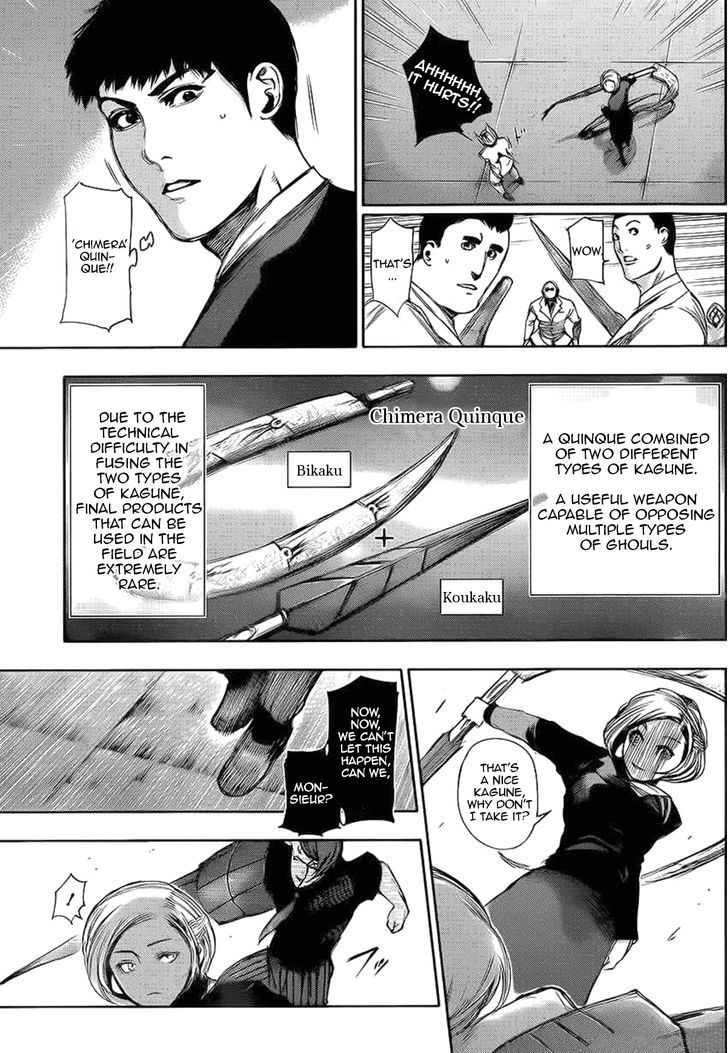 AHHHHHH,
IT HURTS!!
WOW.
THAT'S
...
'CHIMERA'
QUIN-
QUE!!
Chimera Quinque
A QUINQUE COMBINED
OF TWO DIFFERENT
TYPES OF KAGUNE.
A USEFUL WEAPON
CAPABLE OF OPPOSING
MULTIPLE TYPES
OF GHOULS.
Bikaku
+
Koukaku
DUE TO THE
TECHNICAL
DIFFICULTY IN
FUSING THE
TWO TYPES
OF KAGUNE,
FINAL PRODUCTS
THAT CAN BE
USED IN THE
FIELD ARE
EXTREMELY
RARE.
THAT'S
A NICE
KAGUNE,
WHY DON'T
I TAKE IT?
NOW,
NOW,
WE CAN'T
LET THIS
HAPPEN,
CAN WE,
MON-
SIEUR?
!